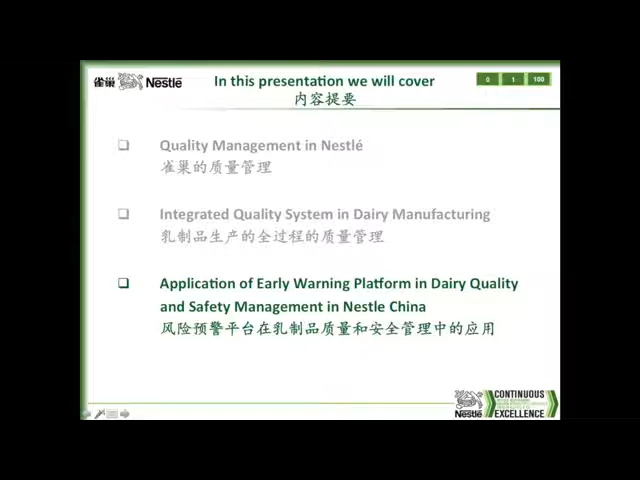 雀巢 Nestlé
In this presentation we will cover
内容提要
0 1 100
Quality Management in Nestlé
雀巢的质量管理
Integrated Quality System in Dairy Manufacturing
乳制品生产的全过程的质量管理
Application of Early Warning Platform in Dairy Quality
and Safety Management in Nestle China
风险预警平台在乳制品质量和安全管理中的应用
Nestlé
CONTINUOUS
EXCELLENCE